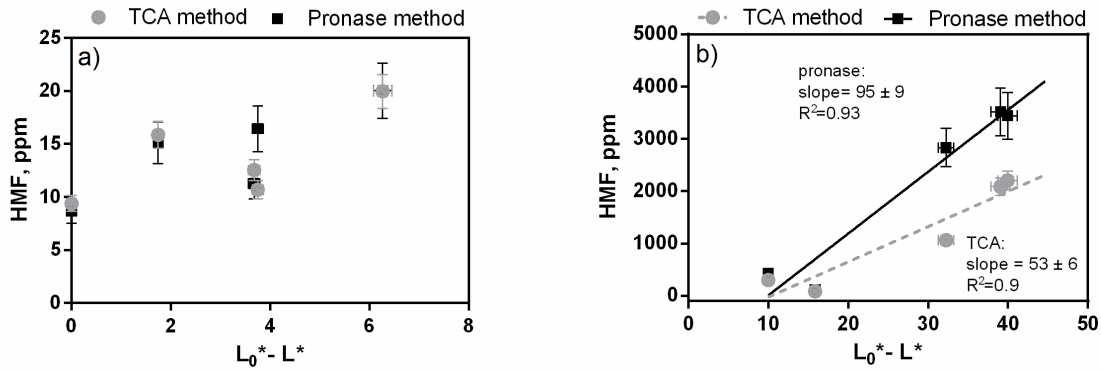 TCA method Pronase method
a)
25
20
15
10
5
0
HMF, ppm
0 2 4 6 8
L₀*- L*
TCA method Pronase method
b)
5000
4000
3000
2000
1000
0
HMF, ppm
pronase:
slope= 95 ± 9
R²=0.93
TCA:
slope = 53 ± 6
R²=0.9
0 10 20 30 40 50
L₀*- L*